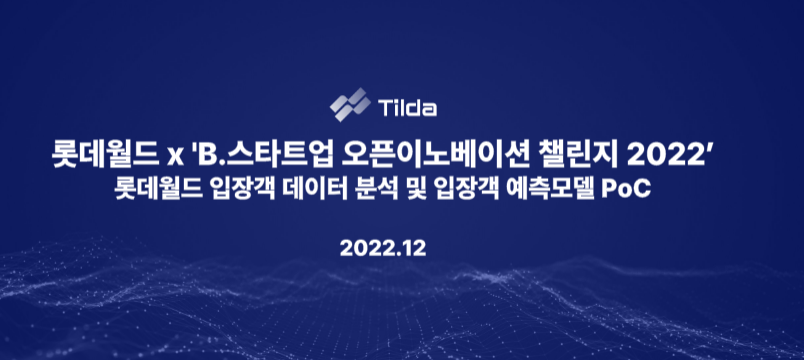 Tilda
롯데월드 x 'B.스타트업 오픈이노베이션 챌린지 2022’
롯데월드 입장객 데이터 분석 및 입장객 예측모델 PoC
2022.12